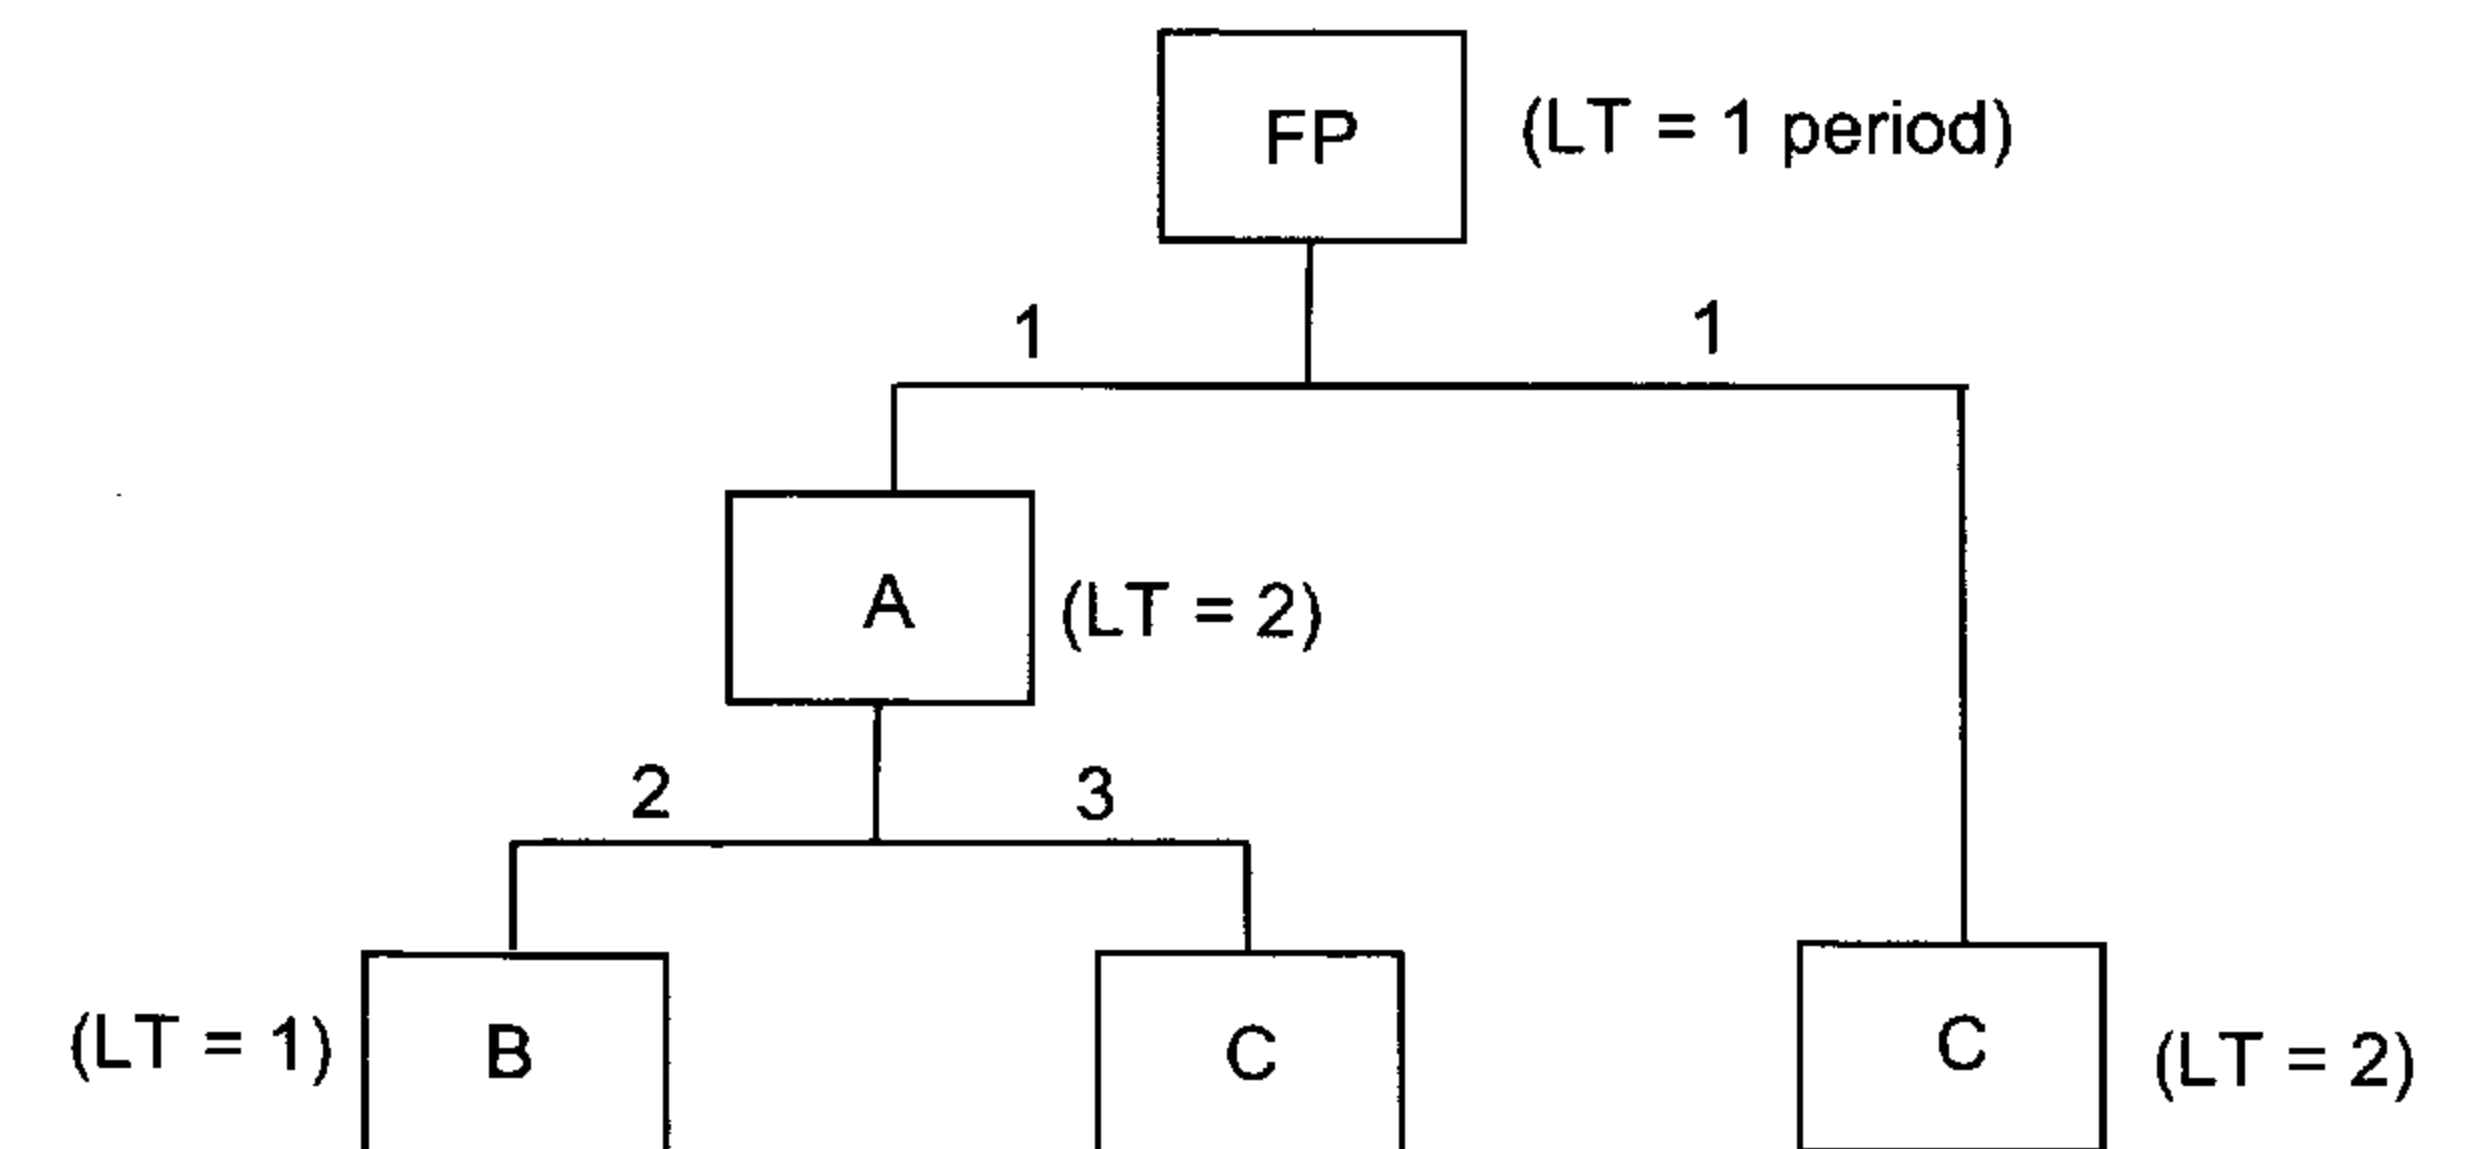 FP (LT = 1 period)
1 1
A (LT = 2)
2 3
(LT = 1) B C C (LT = 2)